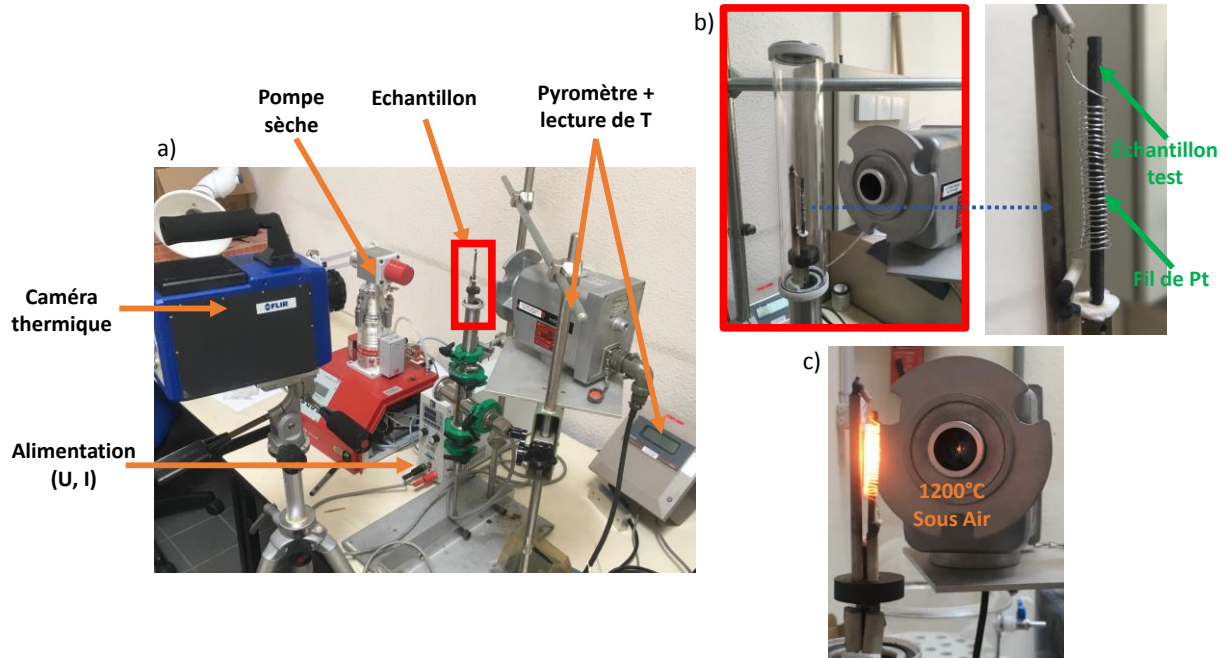 b)
Pompe
sèche
Echantillon
Pyromètre +
lecture de T
a)
Échantillon
test
Fil de Pt
FLIR
Caméra
thermique
Alimentation
(U, I)
c)
1200°C
Sous Air